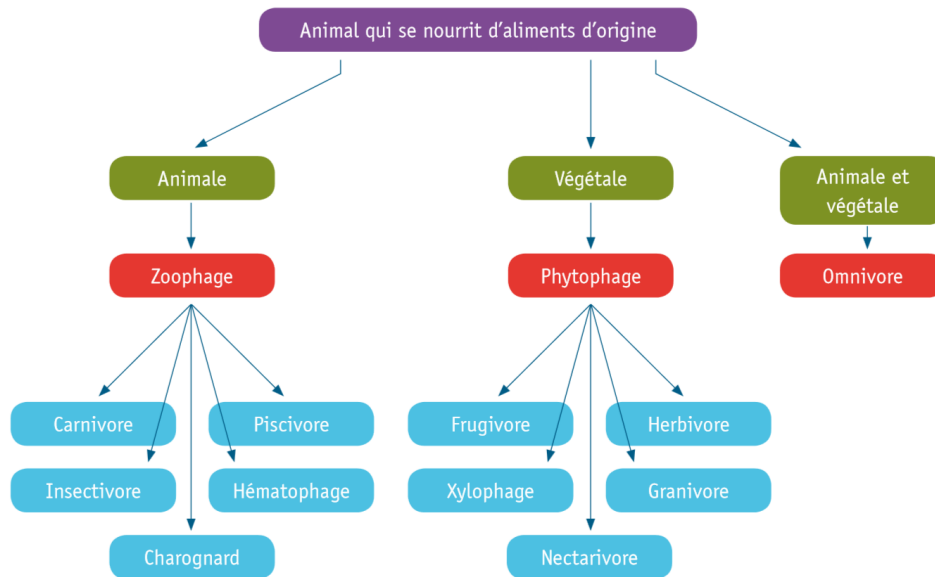 Animal qui se nourrit d'aliments d'origine
Animale
Végétale
Animale et
végétale
Zoophage
Phytophage
Omnivore
Carnivore
Piscivore
Frugivore
Herbivore
Insectivore
Hématophage
Xylophage
Granivore
Charognard
Nectarivore